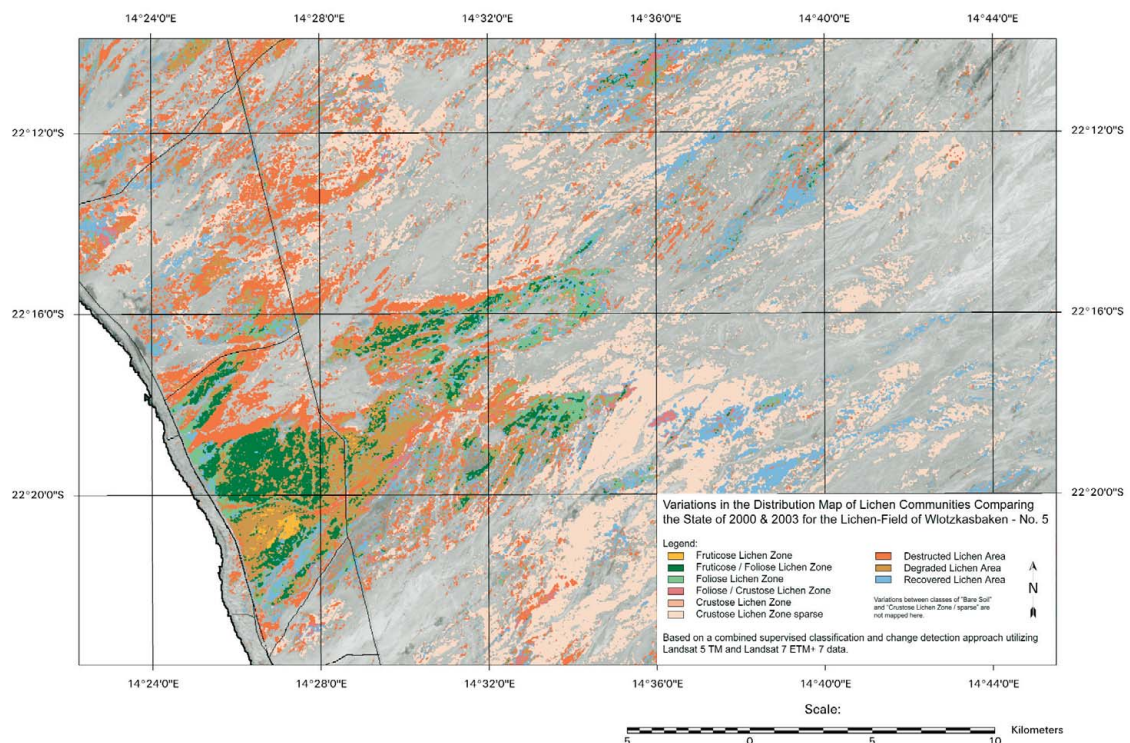 14°24'0"E 14°28'0"E 14°32'0"E 14°36'0"E 14°40'0"E 14°44'0"E
22°12'0"S 22°12'0"S
22°16'0"S 22°16'0"S
22°20'0"S 22°20'0"S
Variations in the Distribution Map of Lichen Communities Comparing
the State of 2000 & 2003 for the Lichen-Field of Wlotzkasbaken - No. 5
Legend:
Fruticose Lichen Zone
Fruticose / Foliose Lichen Zone
Foliose Lichen Zone
Foliose / Crustose Lichen Zone
Crustose Lichen Zone
Crustose Lichen Zone sparse
Destructed Lichen Area
Degraded Lichen Area
Recovered Lichen Area
Variations between classes of "Bare Soil"
and "Crustose Lichen Zone / sparse" are
not mapped here.
N
Based on a combined supervised classification and change detection approach utilizing
Landsat 5 TM and Landsat 7 ETM+ 7 data.
14°24'0"E 14°28'0"E 14°32'0"E 14°36'0"E 14°40'0"E 14°44'0"E
Scale:
Kilometers
5 0 5 10